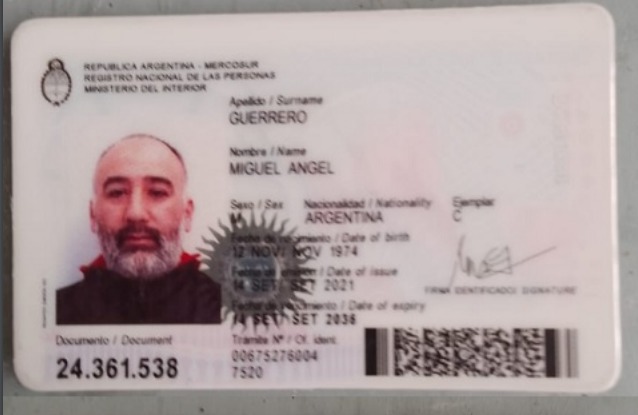 REPUBLICA ARGENTINA - MERCOSUR
REGISTRO NACIONAL DE LAS PERSONAS
MINISTERIO DEL INTERIOR
Apellido / Surname
GUERRERO
Nombre / Name
MIGUEL ANGEL
Sexo / Sex Nacionalidad / Nationality Ejemplar
M ARGENTINA C
Fecha de nacimiento / Date of birth
12 NOV/ NOV 1974
Fecha de emisión / Date of issue
14 SET/ SET 2021
FIRMA IDENTIFICADO/ SIGNATURE
Fecha de vencimiento / Date of expiry
14 SET/ SET 2036
Documento / Document
24.361.538
Trámite Nº / Of. ident.
00675276004
7520